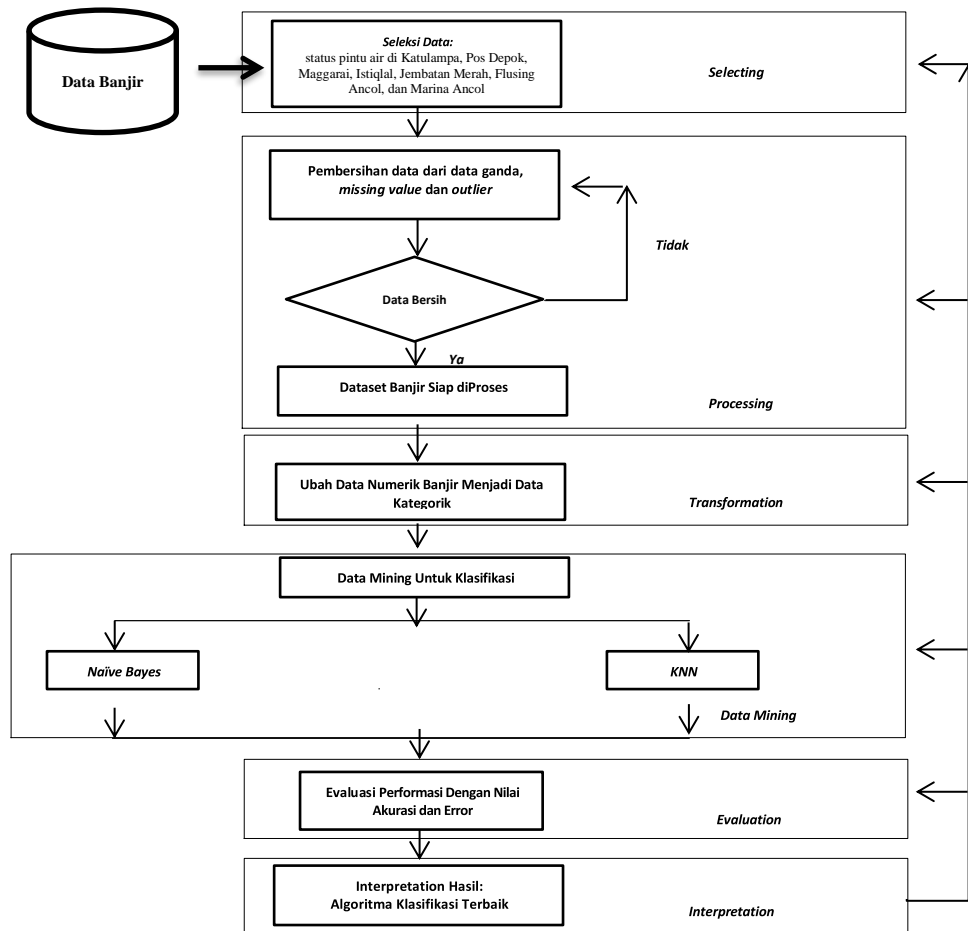 Data Banjir
Seleksi Data:
status pintu air di Katulampa, Pos Depok,
Maggarai, Istiqlal, Jembatan Merah, Flusing
Ancol, dan Marina Ancol
Selecting
Pembersihan data dari data ganda,
missing value dan outlier
Tidak
Data Bersih
Ya
Dataset Banjir Siap diProses
Processing
Ubah Data Numerik Banjir Menjadi Data
Kategorik
Transformation
Data Mining Untuk Klasifikasi
Naïve Bayes
KNN
Data Mining
Evaluasi Performasi Dengan Nilai
Akurasi dan Error
Evaluation
Interpretation Hasil:
Algoritma Klasifikasi Terbaik
Interpretation